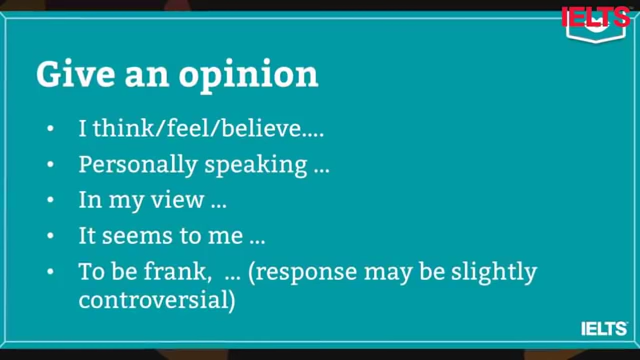 IELTS
Give an opinion
• I think/feel/believe....
• Personally speaking ...
• In my view ...
• It seems to me ...
• To be frank,  ... (response may be slightly
controversial)
IELTS